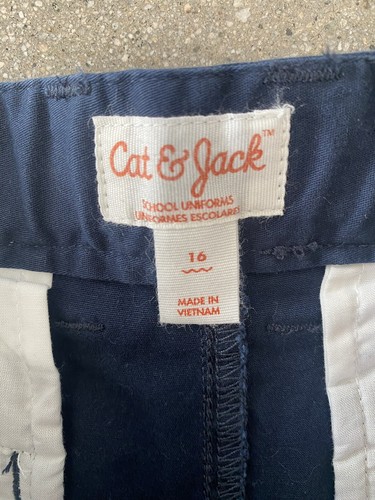 Cat & Jack™
SCHOOL UNIFORMS
UNIFORMES ESCOLARES
16
MADE IN
VIETNAM